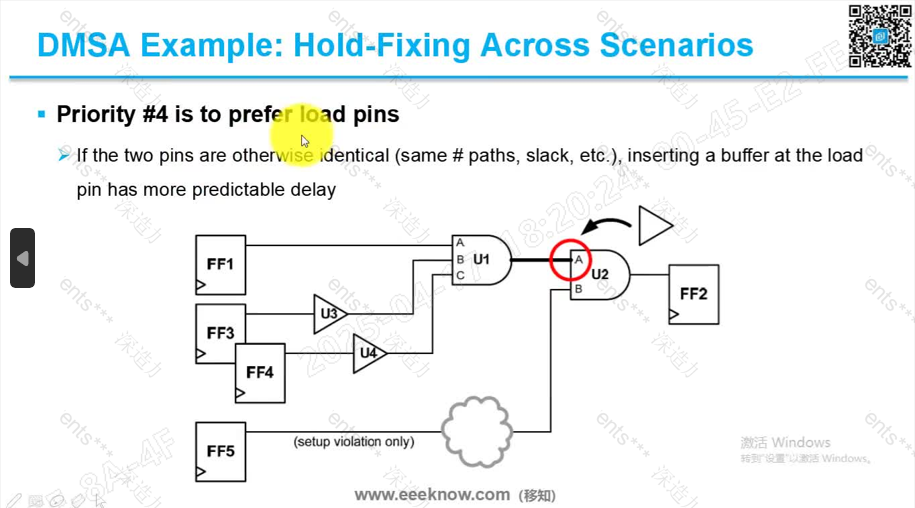 DMSA Example: Hold-Fixing Across Scenarios
Priority #4 is to prefer load pins
If the two pins are otherwise identical (same # paths, slack, etc.), inserting a buffer at the load
pin has more predictable delay
FF1
A
B
C
U1
A
B
U2
FF2
FF3
U3
FF4
U4
FF5
(setup violation only)
激活 Windows
转到"设置"以激活 Windows。
www.eeeknow.com (移知)